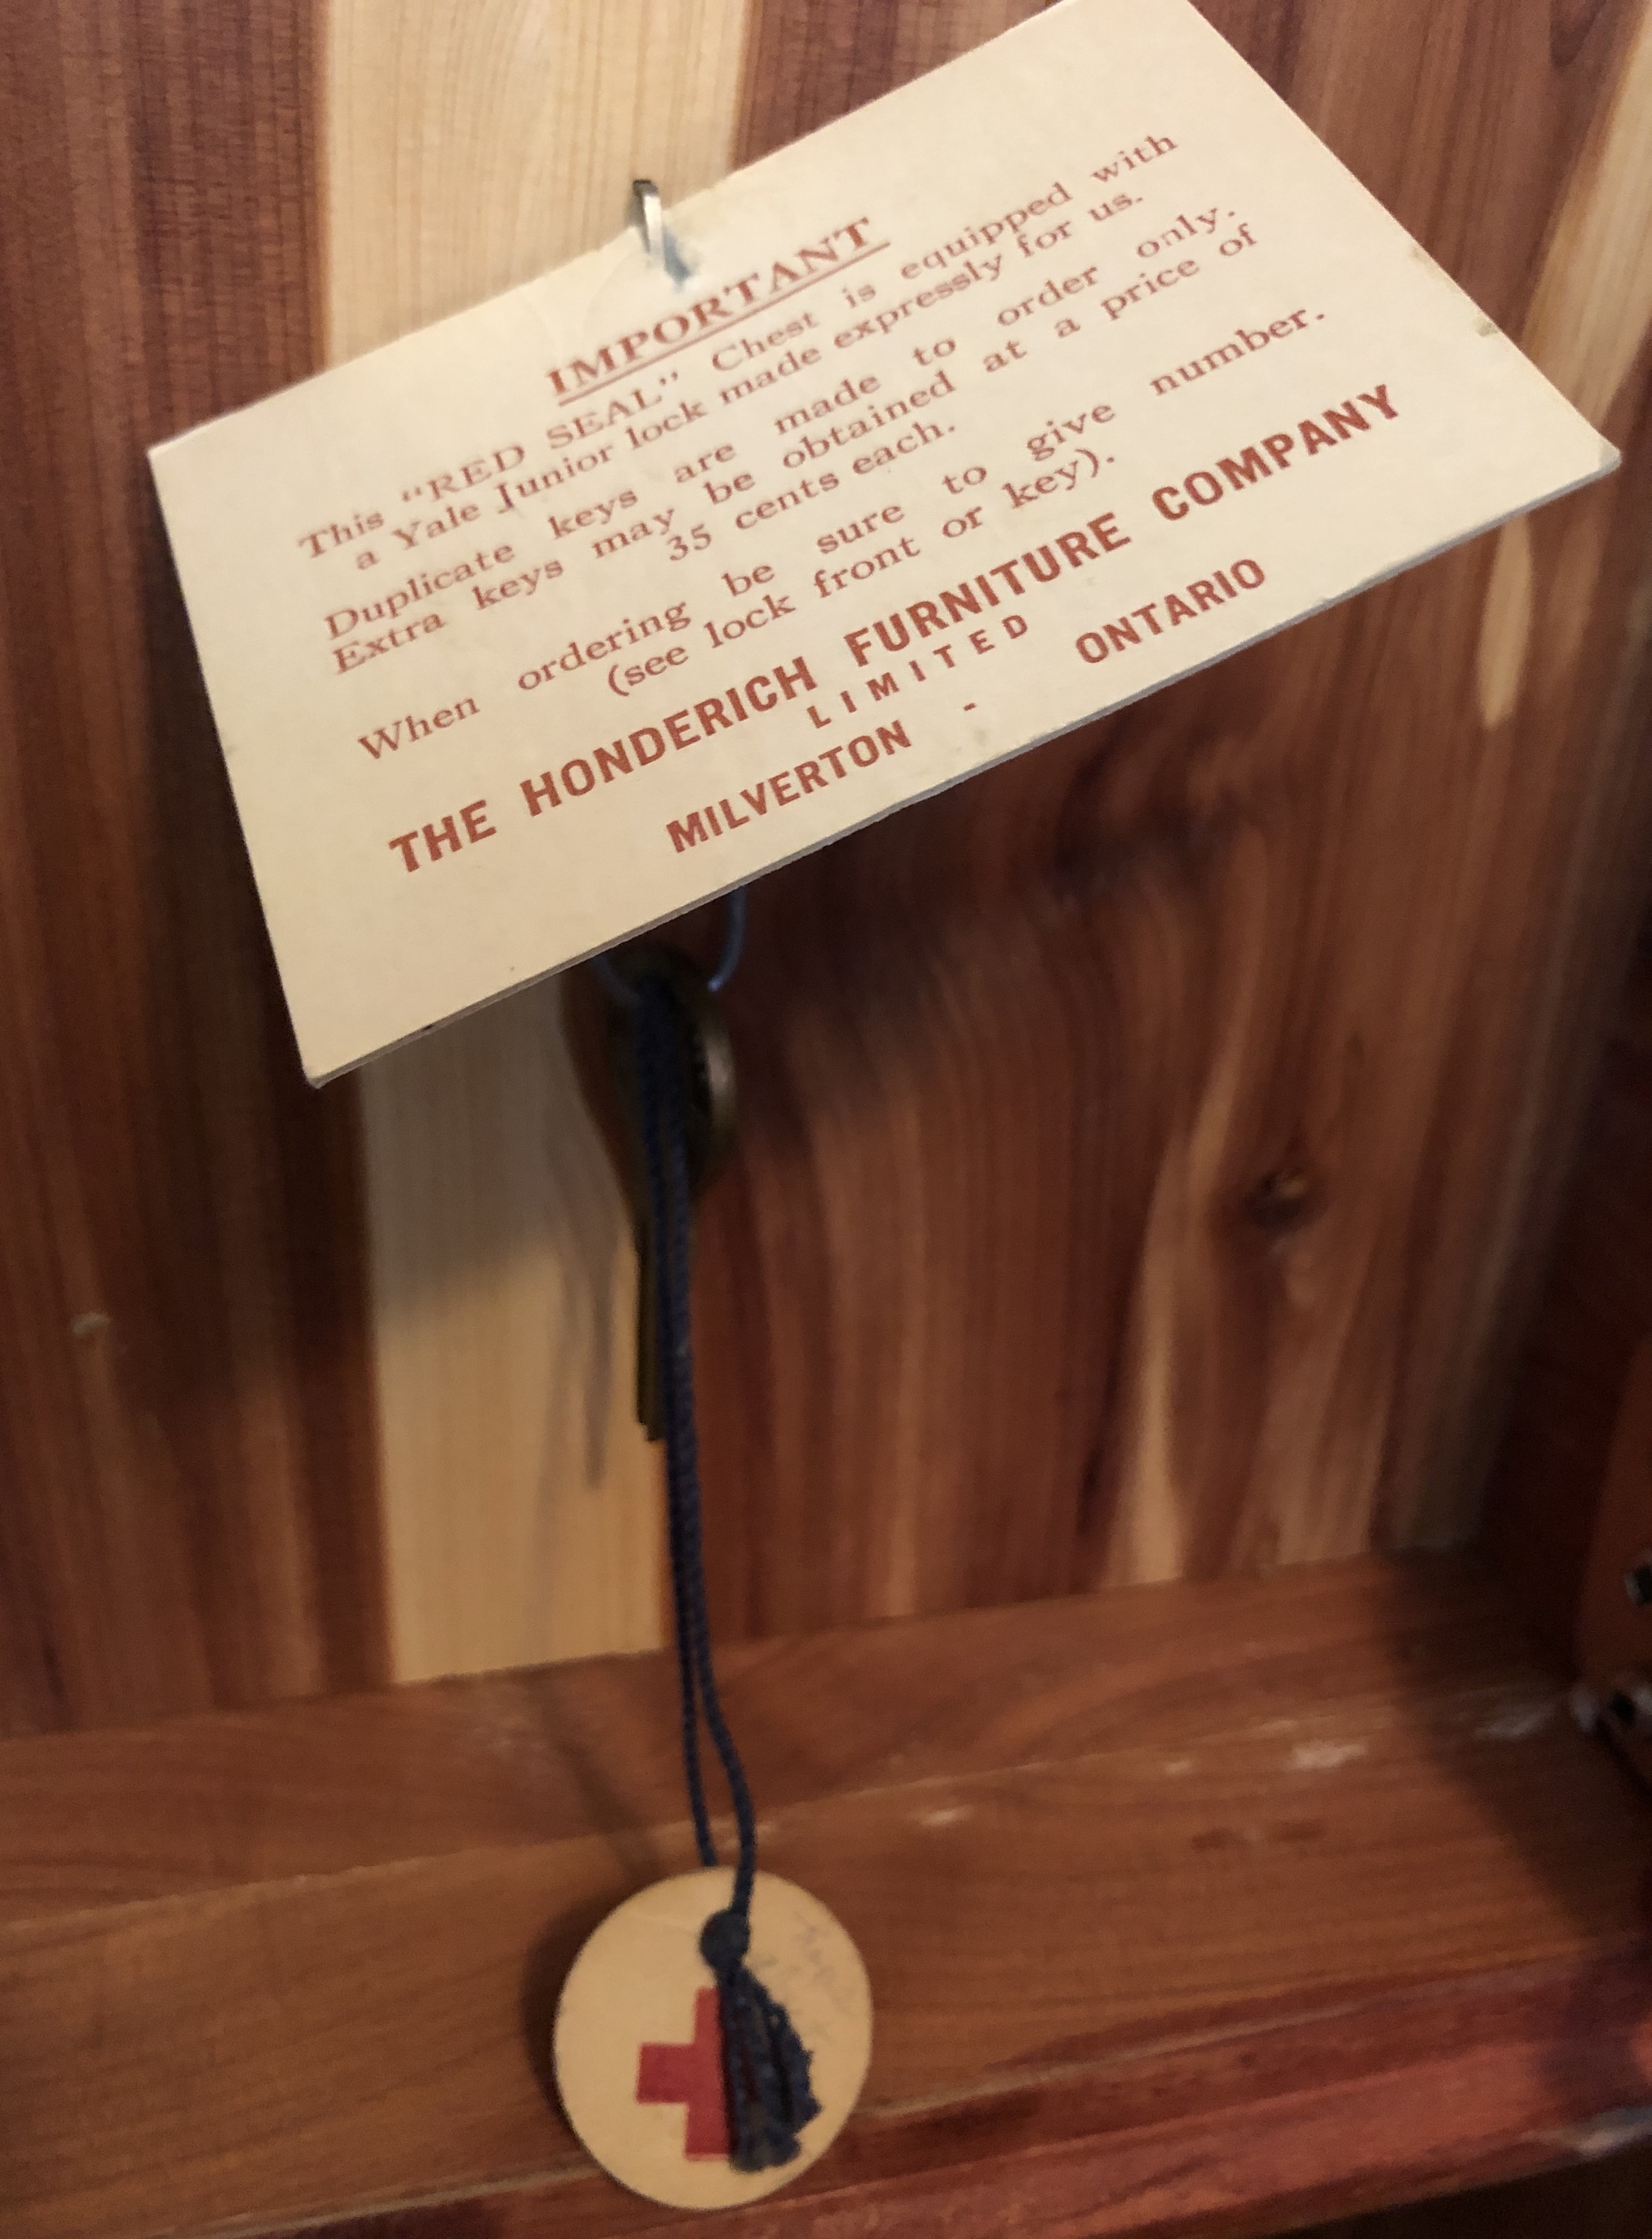 IMPORTANT
This "RED SEAL" Chest is equipped with
a Yale Junior lock made expressly for us.
Duplicate keys are made to order only.
Extra keys may be obtained at a price of
35 cents each.
When ordering be sure to give number.
(see lock front or key).
THE HONDERICH FURNITURE COMPANY
LIMITED
MILVERTON - ONTARIO